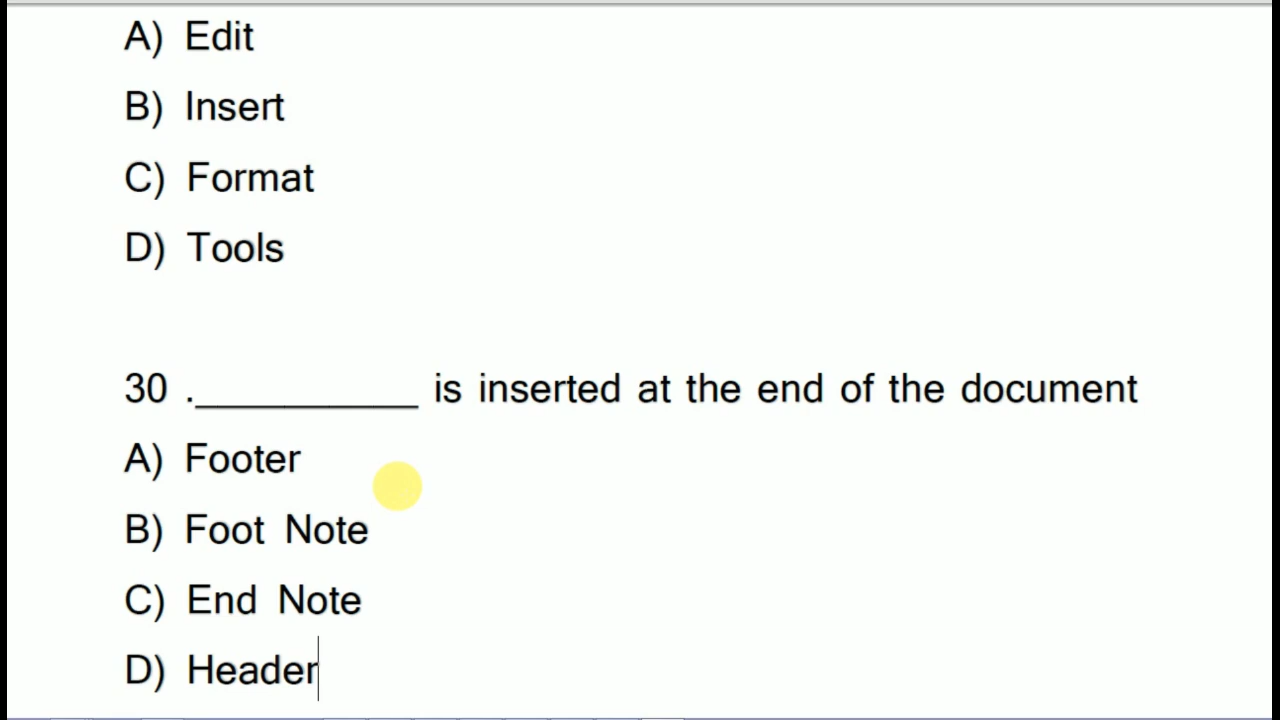 A) Edit
B) Insert
C) Format
D) Tools
30 .__________ is inserted at the end of the document
A) Footer
B) Foot Note
C) End Note
D) Header